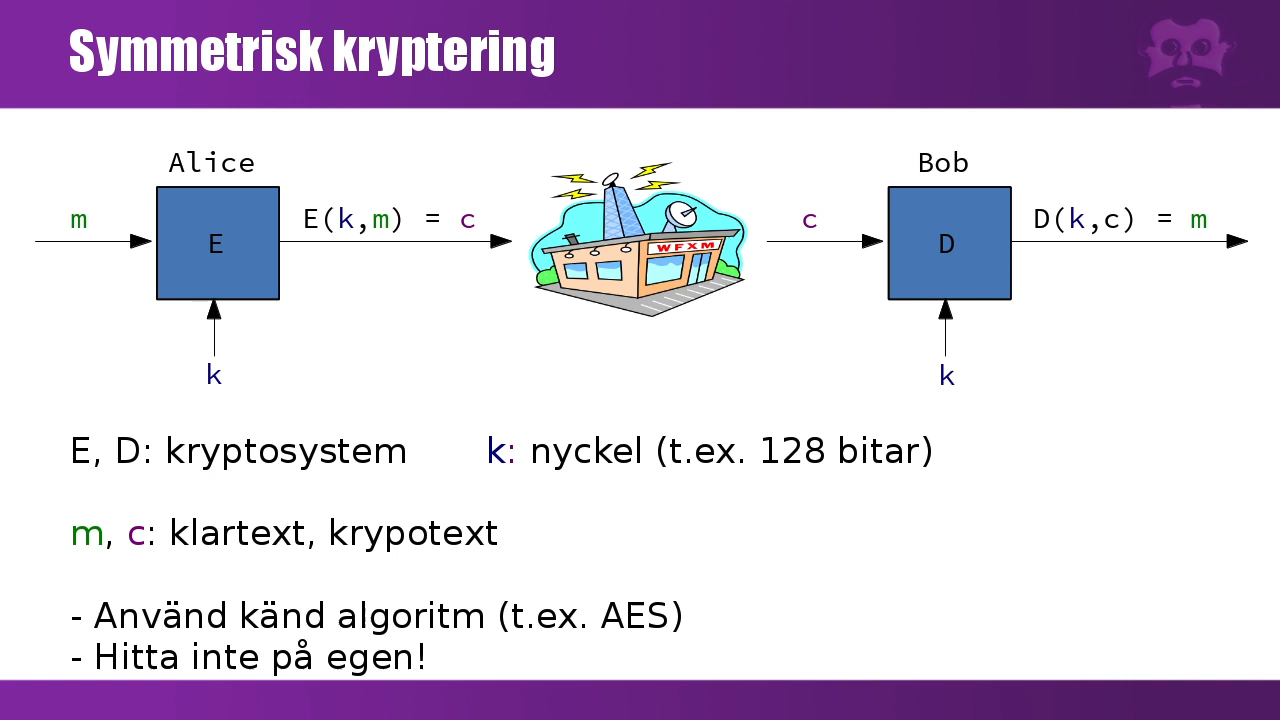 Symmetrisk kryptering
Alice
Bob
m
E
E(k,m) = c
WFXM
c
D
D(k,c) = m
k
k
E, D: kryptosystem k: nyckel (t.ex. 128 bitar)
m, c: klartext, krypotext
- Använd känd algoritm (t.ex. AES)
- Hitta inte på egen!